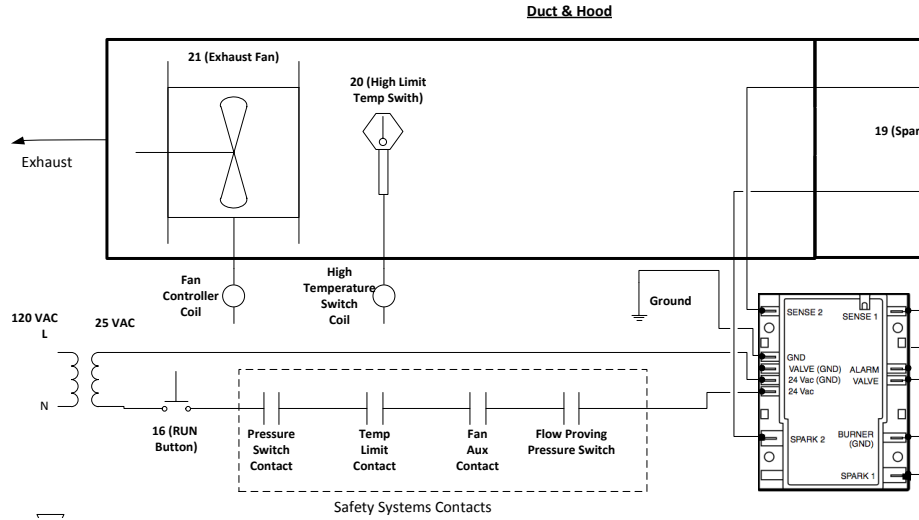 Duct & Hood
21 (Exhaust Fan)
20 (High Limit
Temp Swith)
19 (Spar
Exhaust
Fan
Controller
Coil
High
Temperature
Switch
Coil
Ground
120 VAC
L
25 VAC
N
SENSE 2
SENSE 1
GND
VALVE (GND)
ALARM
24 Vac (GND)
VALVE
24 Vac
SPARK 2
BURNER
(GND)
SPARK 1
16 (RUN
Button)
Pressure
Switch
Contact
Temp
Limit
Contact
Fan
Aux
Contact
Flow Proving
Pressure Switch
Safety Systems Contacts